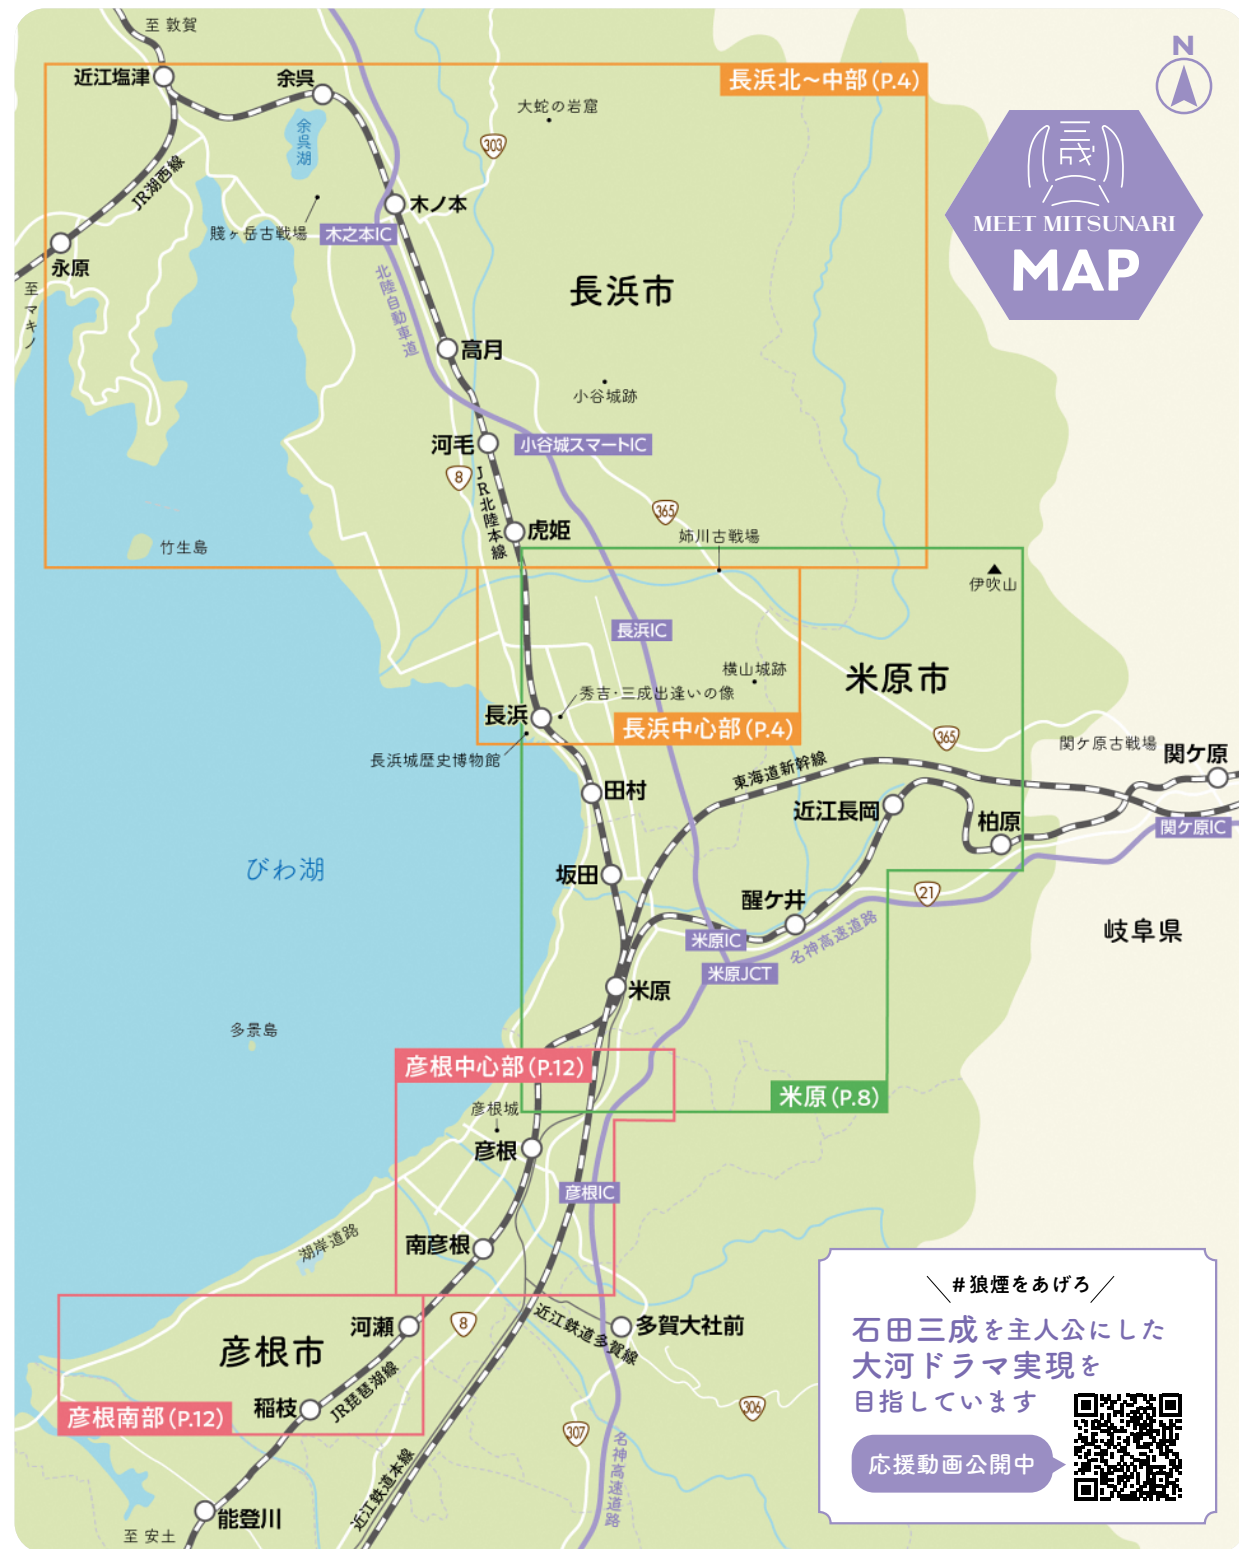 至 敦賀
近江塩津
余呉
長浜北～中部(P.4)
N
大蛇の岩窟
余呉湖
303
三成
MEET MITSUNARI
MAP
JR湖西線
木ノ本
賤ヶ岳古戦場
木之本IC
永原
至 マキノ
北陸自動車道
長浜市
高月
小谷城跡
河毛
小谷城スマートIC
8
JR北陸本線
365
虎姫
姉川古戦場
竹生島
伊吹山
長浜IC
横山城跡
米原市
秀吉・三成出逢いの像
長浜
長浜中心部(P.4)
365
長浜城歴史博物館
関ケ原古戦場
関ケ原
東海道新幹線
田村
近江長岡
柏原
関ケ原IC
びわ湖
坂田
醒ケ井
21
岐阜県
米原IC
名神高速道路
米原JCT
米原
多景島
彦根中心部(P.12)
米原(P.8)
彦根城
彦根
彦根IC
湖岸道路
南彦根
河瀬
8
近江鉄道多賀線
多賀大社前
彦根市
JR琵琶湖線
稲枝
彦根南部(P.12)
306
307
名神高速道路
近江鉄道本線
能登川
至 安土
#狼煙をあげろ
石田三成を主人公にした
大河ドラマ実現を
目指しています
応援動画公開中